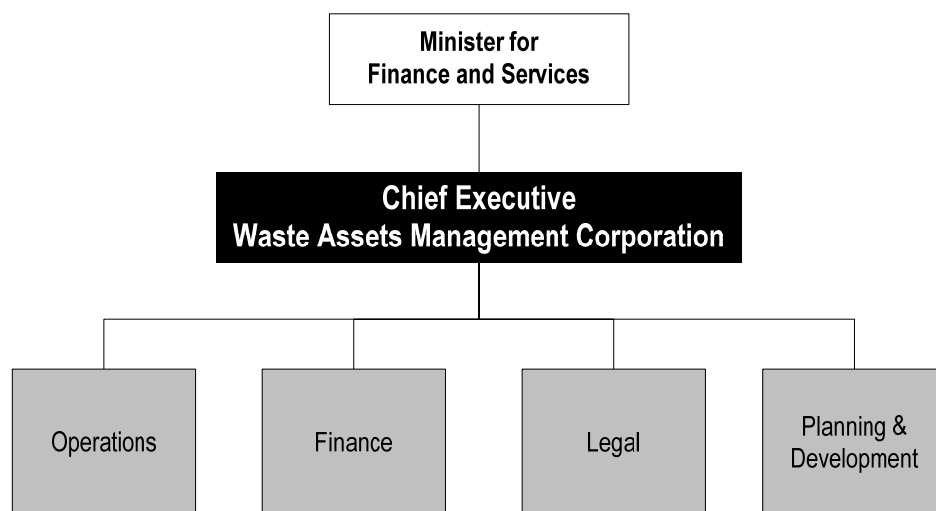 Minister for
Finance and Services
Chief Executive
Waste Assets Management Corporation
Operations
Finance
Legal
Planning &
Development